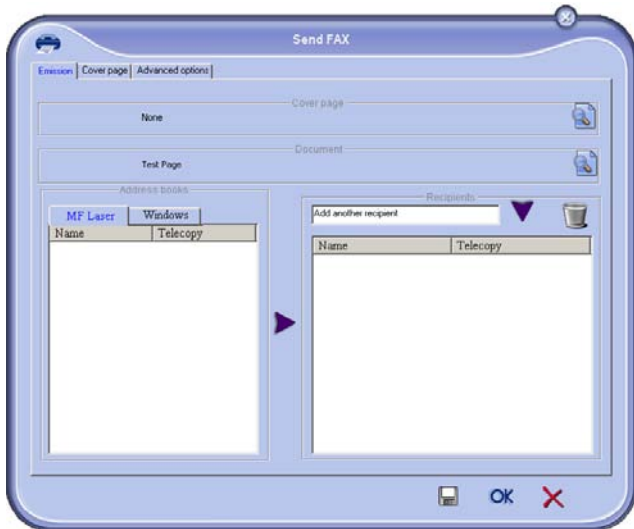 Send FAX
Emission Cover page Advanced options
Cover page
None
Document
Test Page
Address books
MF Laser Windows
Name Telecopy
Recipients
Add another recipient
Name Telecopy
OK